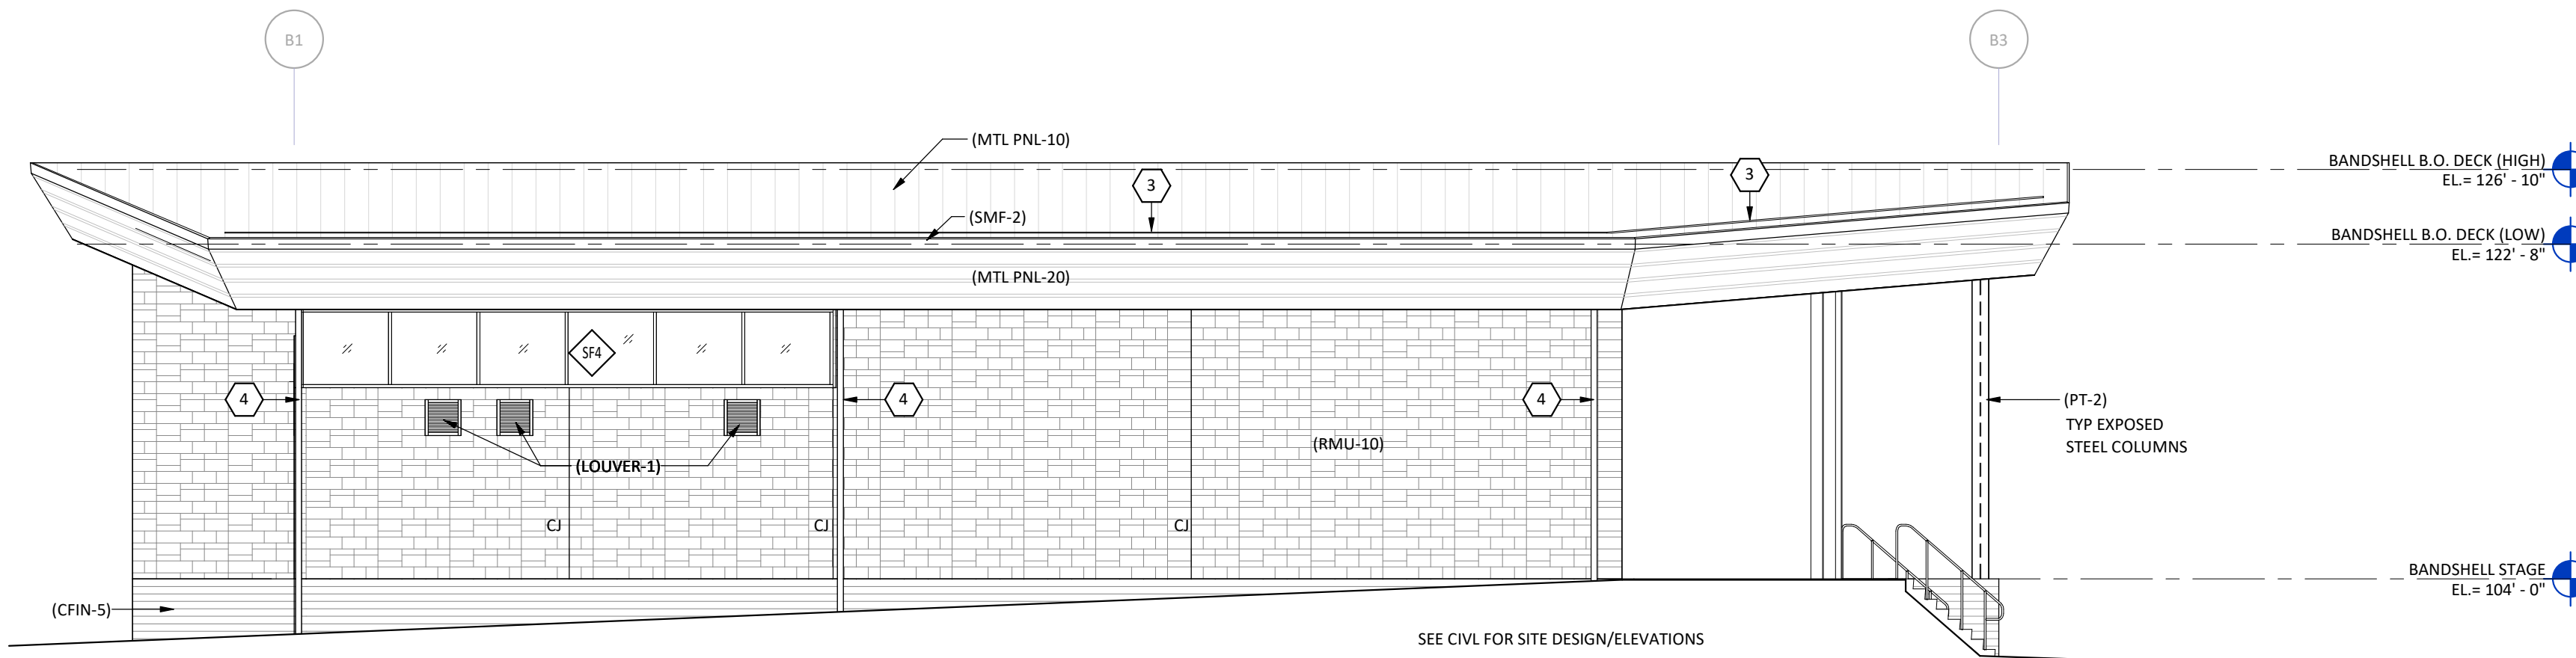 B1
B3
(MTL PNL-10)
3
3
BANDSHELL B.O. DECK (HIGH)
EL.= 126' - 10"
(SMF-2)
BANDSHELL B.O. DECK (LOW)
EL.= 122' - 8"
(MTL PNL-20)
SF4
4
4
4
(PT-2)
TYP EXPOSED
STEEL COLUMNS
(RMU-10)
(LOUVER-1)
CJ
CJ
CJ
BANDSHELL STAGE
EL.= 104' - 0"
(CFIN-5)
SEE CIVL FOR SITE DESIGN/ELEVATIONS